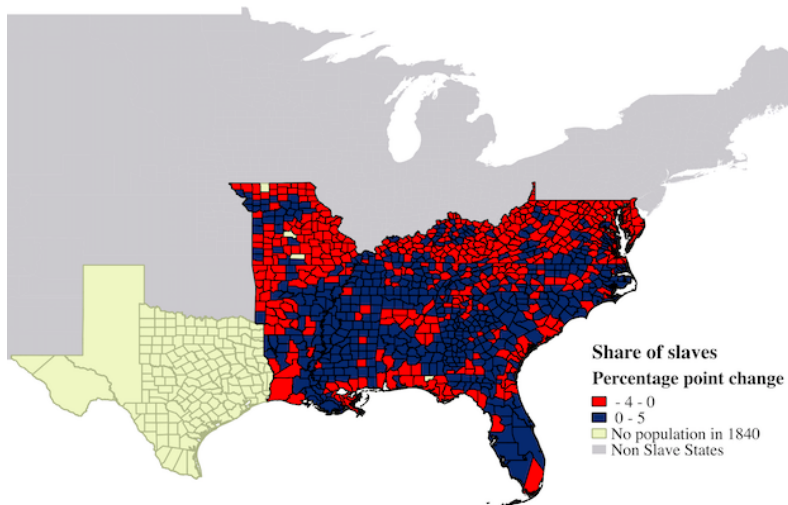 Share of slaves
Percentage point change
- 4 - 0
0 - 5
No population in 1840
Non Slave States